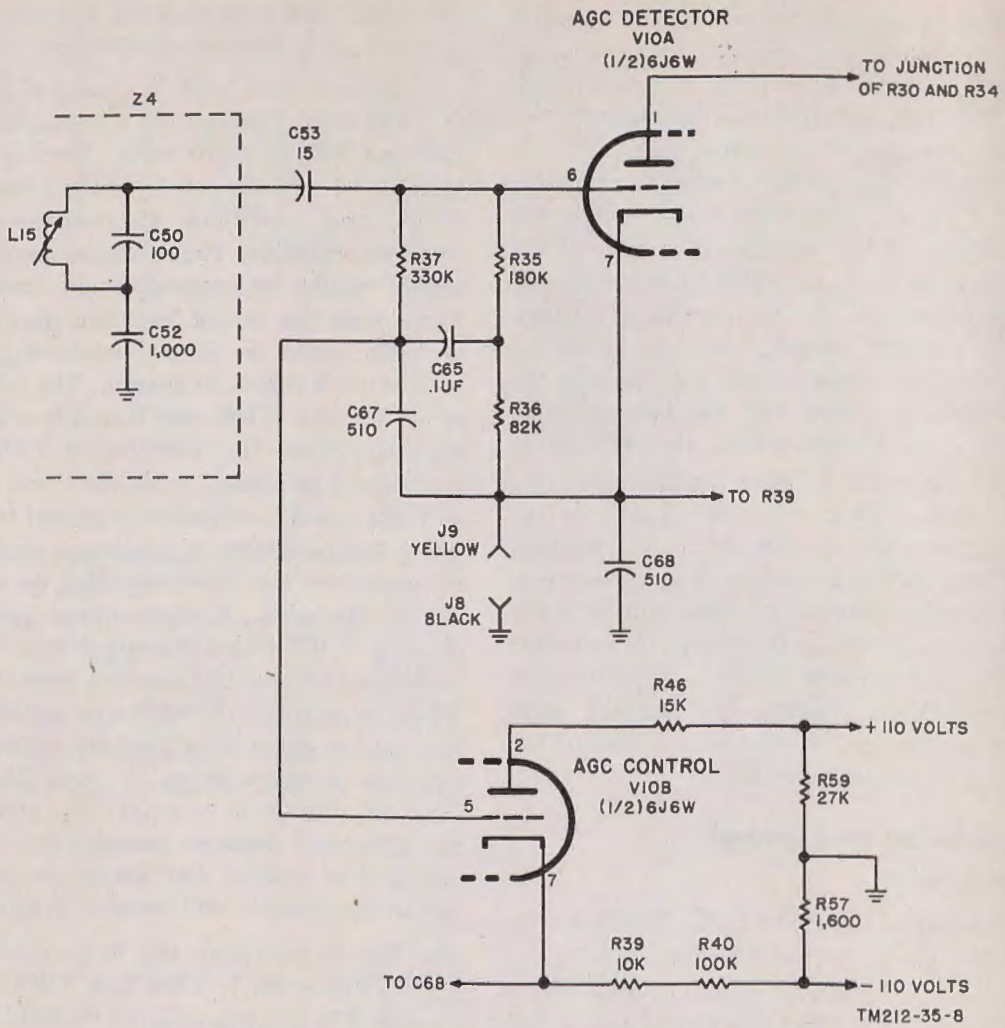 AGC DETECTOR
V10A
(1/2)6J6W
TO JUNCTION
OF R30 AND R34
1
6
7
Z4
C53
15
L15
C50
100
C52
1,000
R37
330K
R35
180K
C65
1UF
C67
510
R36
82K
TO R39
J9
YELLOW
J8
BLACK
C68
510
R46
15K
+110 VOLTS
2
AGC CONTROL
V10B
(1/2)6J6W
5
7
R59
27K
R57
1,600
R39
10K
R40
100K
TO C68
-110 VOLTS
TM212-35-8